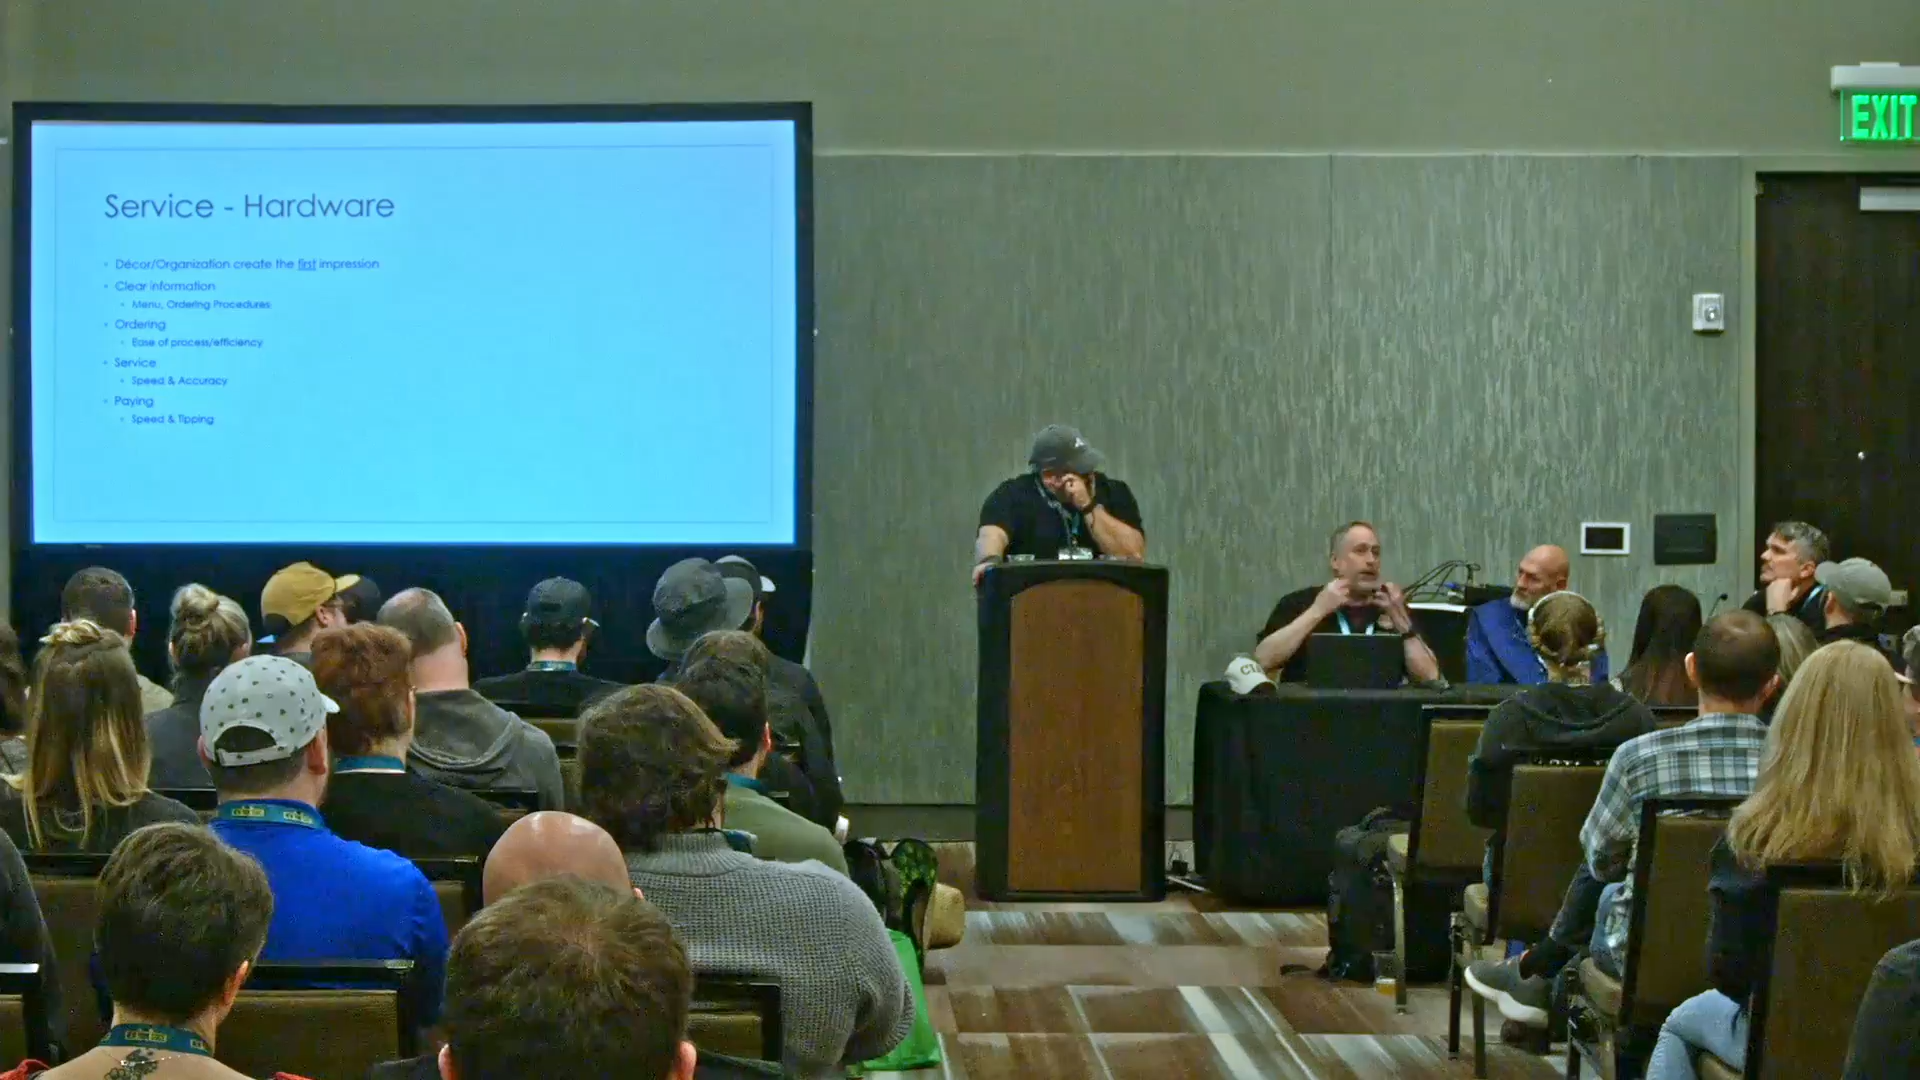 Service - Hardware
Décor/Organization create the first impression
Clear information
Menu, Ordering Procedures
Ordering
Ease of process/efficiency
Service
Speed & Accuracy
Paying
Speed & Tipping
EXIT